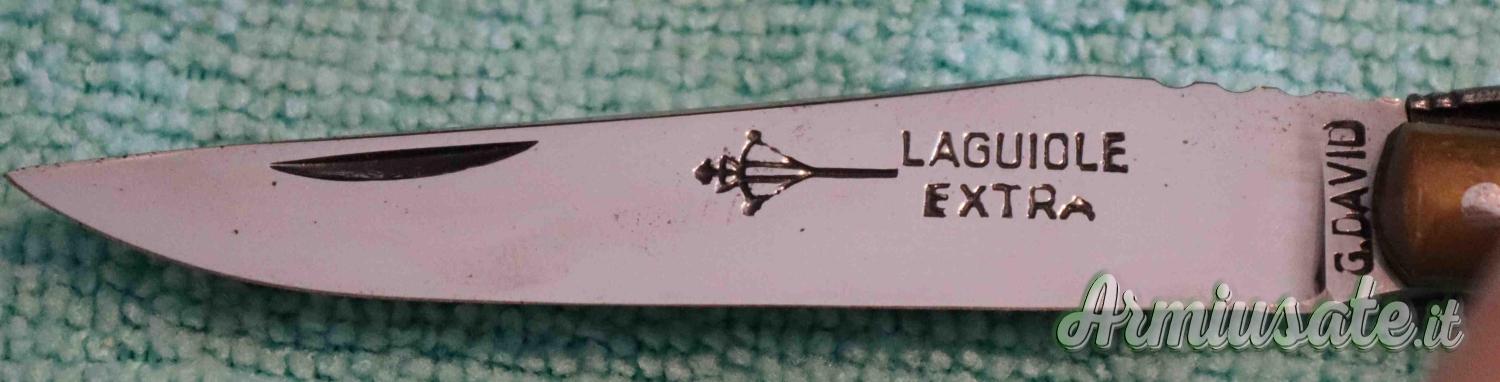 LAGUIOLE
EXTRA
G.DAVID
Armiusate.it